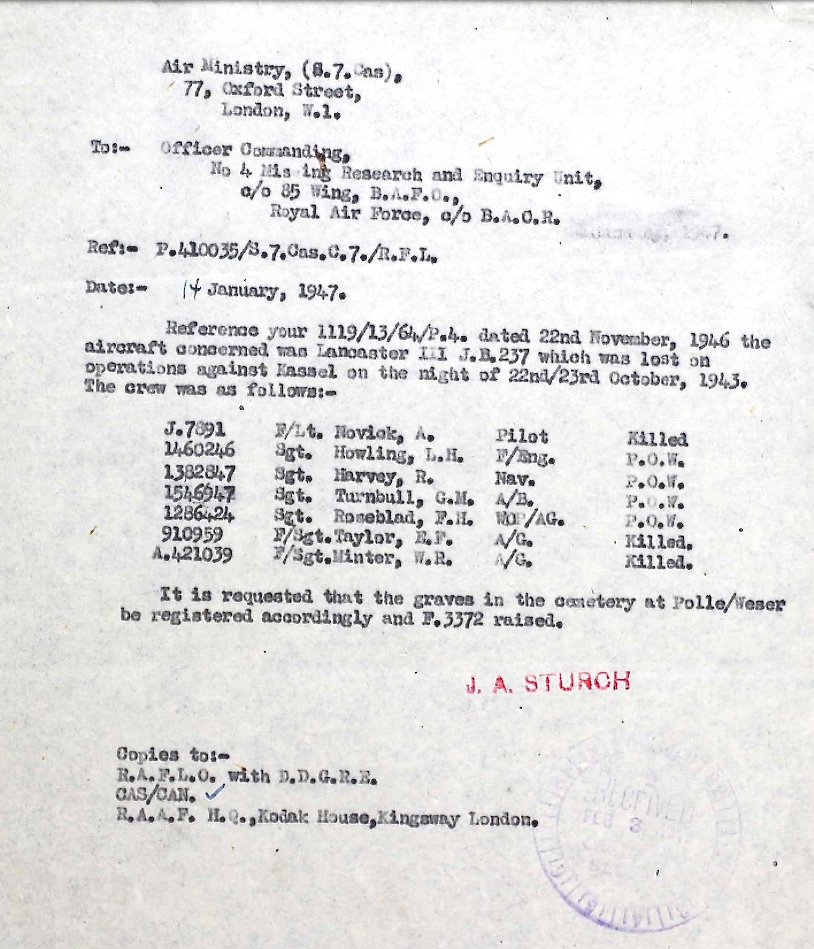 Air Ministry, (S.7.Cas),
77, Oxford Street,
London, W.1.
To:- Officer Commanding,
No 4 Mis ing Research and Enquiry Unit,
c/o 85 Wing, B.A.F.O.,
Royal Air Force, c/o B.A.O.R.
Ref:- P.410035/S.7.Cas.C.7./R.F.L.
Date:- 14 January, 1947.
Reference your 1119/13/64/P.4. dated 22nd November, 1946 the
aircraft concerned was Lancaster III J.B.237 which was lost on
operations against Kassel on the night of 22nd/23rd October, 1943.
The crew was as follows:-
J.7891 F/Lt. Novick, A. Pilot Killed
1460246 Sgt. Howling, L.H. F/Eng. P.O.W.
1382847 Sgt. Harvey, R. Nav. P.O.W.
1546947 Sgt. Turnbull, G.M. A/B. P.O.W.
1286424 Sgt. Roseblad, F.H. WOP/AG. P.O.W.
910959 F/Sgt.Taylor, E.F. A/G. Killed.
A.421039 F/Sgt.Minter, W.R. A/G. Killed.
It is requested that the graves in the cemetery at Polle/Weser
be registered accordingly and F.3372 raised.
J. A. STURCH
Copies to:-
R.A.F.L.O. with D.D.G.R.E.
CAS/CAN.
R.A.A.F. H.Q.,Kodak House,Kingsway London.
RECEIVED
FEB 3